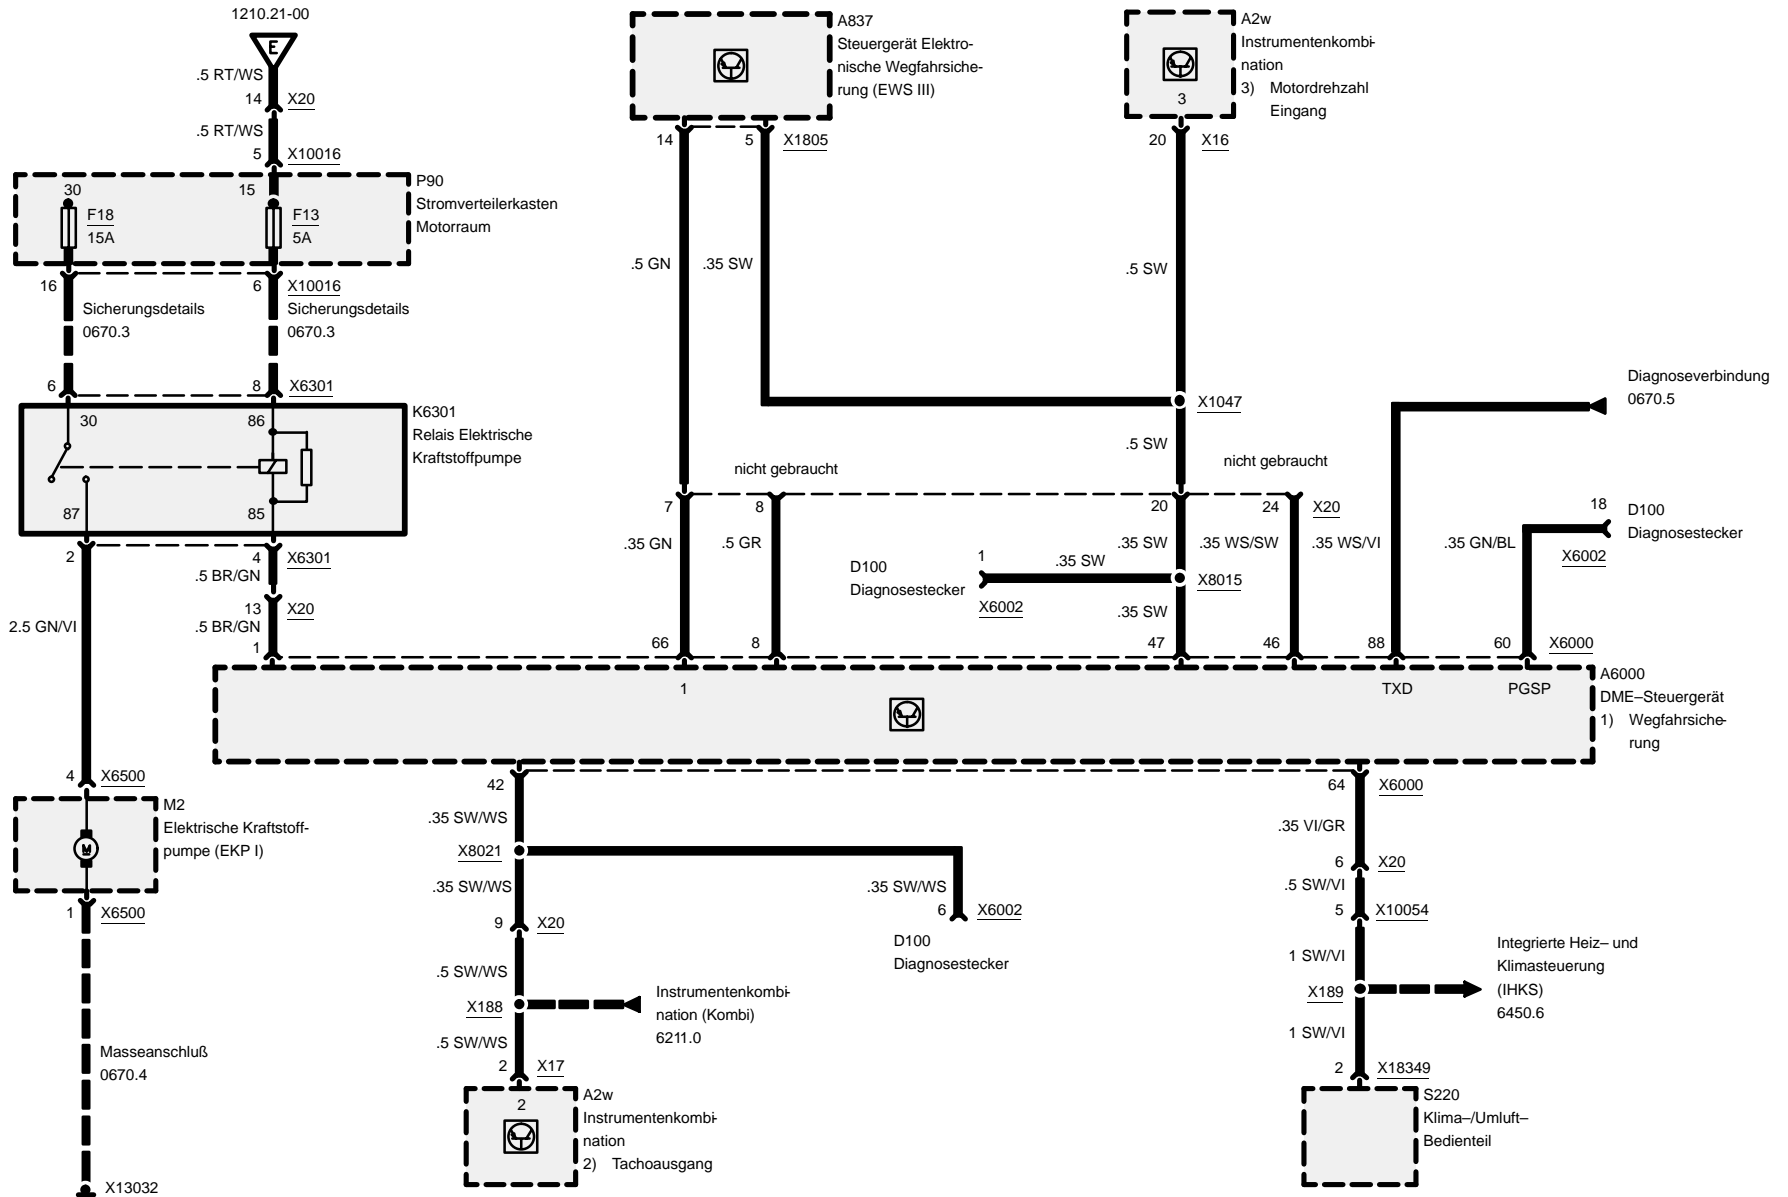 1210.21-00
E
.5 RT/WS
14 X20
.5 RT/WS
5 X10016
30
15
F18
15A
F13
5A
P90
Stromverteilerkasten
Motorraum
16
6 X10016
Sicherungsdetails
0670.3
Sicherungsdetails
0670.3
6
8 X6301
30
86
87
85
K6301
Relais Elektrische
Kraftstoffpumpe
2
4 X6301
.5 BR/GN
13 X20
.5 BR/GN
1
2.5 GN/VI
4 X6500
M
M2
Elektrische Kraftstoff-
pumpe (EKP I)
1 X6500
Masseanschluß
0670.4
X13032
A837
Steuergerät Elektro-
nische Wegfahrsiche-
rung (EWS III)
14
5 X1805
.5 GN
.35 SW
A2w
Instrumentenkombi-
nation
3) Motordrehzahl
Eingang
3
20 X16
.5 SW
X1047
.5 SW
nicht gebraucht
nicht gebraucht
7
8
20
24 X20
.35 GN
.5 GR
.35 SW
.35 WS/SW
.35 WS/VI
.35 GN/BL
D100
Diagnosestecker
1
.35 SW
X6002
X8015
.35 SW
Diagnoseverbindung
0670.5
18 D100
Diagnosestecker
X6002
66
8
47
46
88
60 X6000
1
TXD
PGSP
A6000
DME–Steuergerät
1) Wegfahrsiche-
rung
42
64 X6000
.35 SW/WS
X8021
.35 SW/WS
.35 SW/WS
6 X6002
D100
Diagnosestecker
9 X20
.5 SW/WS
X188
Instrumentenkombi-
nation (Kombi)
6211.0
.5 SW/WS
2 X17
2
A2w
Instrumentenkombi-
nation
2) Tachoausgang
.35 VI/GR
6 X20
.5 SW/VI
5 X10054
1 SW/VI
X189
Integrierte Heiz– und
Klimasteuerung
(IHKS)
6450.6
1 SW/VI
2 X18349
S220
Klima–/Umluft–
Bedienteil